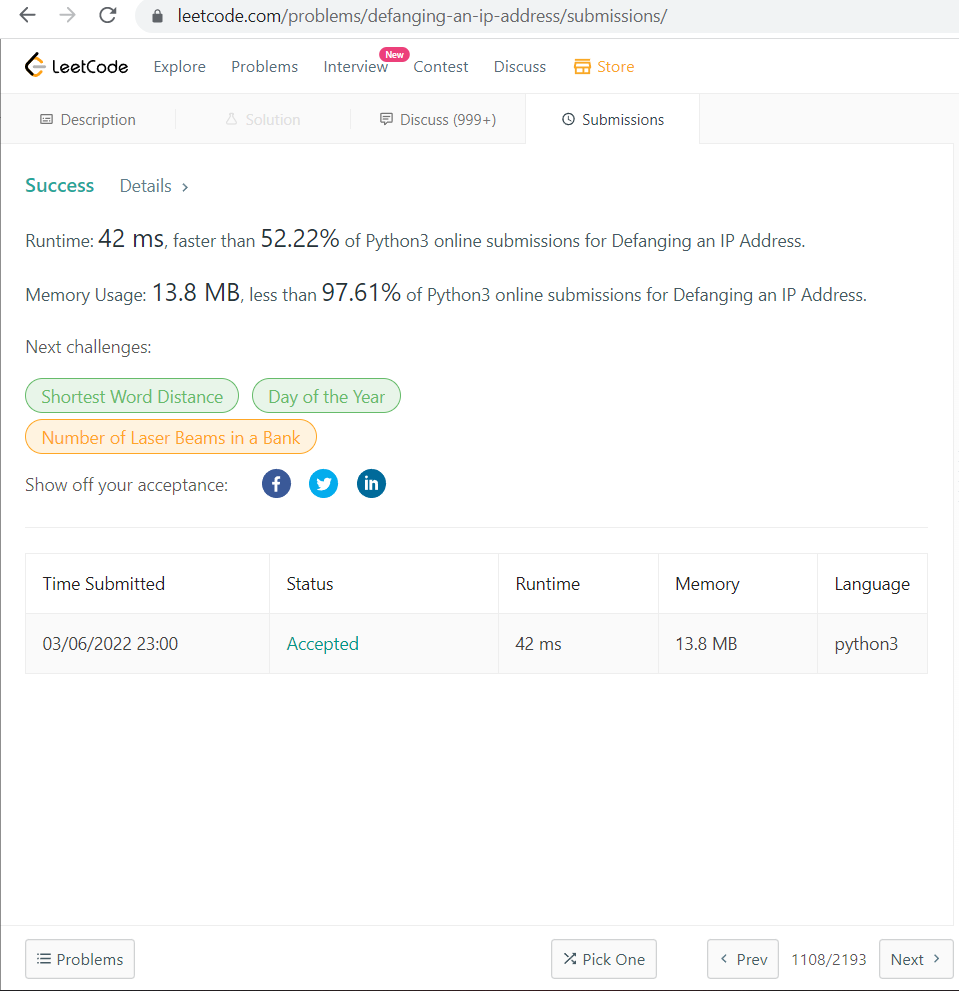 leetcode.com/problems/defanging-an-ip-address/submissions/
LeetCode Explore Problems Interview New Contest Discuss Store
Description Solution Discuss (999+) Submissions
Success Details >
Runtime: 42 ms, faster than 52.22% of Python3 online submissions for Defanging an IP Address.
Memory Usage: 13.8 MB, less than 97.61% of Python3 online submissions for Defanging an IP Address.
Next challenges:
Shortest Word Distance Day of the Year
Number of Laser Beams in a Bank
Show off your acceptance:
Time Submitted Status Runtime Memory Language
03/06/2022 23:00 Accepted 42 ms 13.8 MB python3
Problems Pick One < Prev 1108/2193 Next >